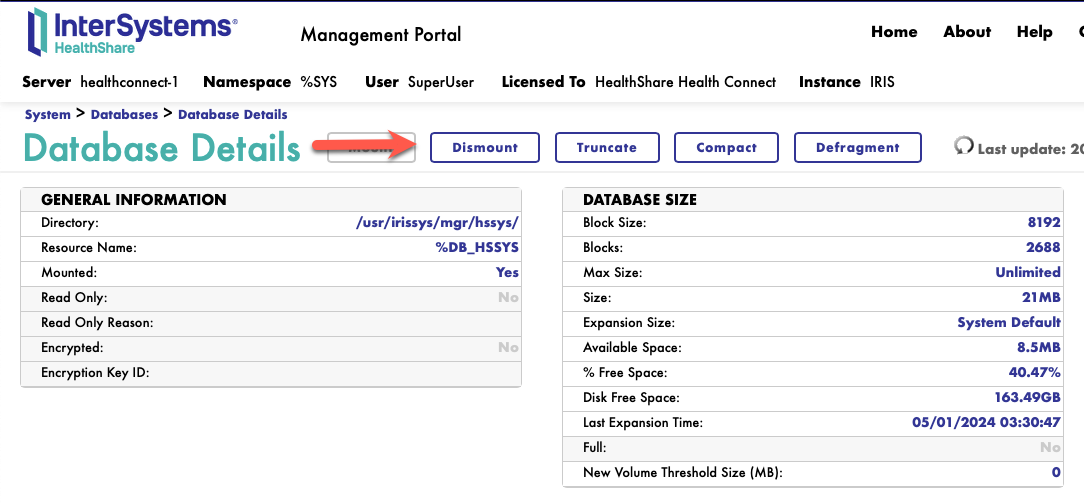 InterSystems®
HealthShare
Management Portal
Home About Help
Server healthconnect-1 Namespace %SYS User SuperUser Licensed To HealthShare Health Connect Instance IRIS
System > Databases > Database Details
Database Details
Dismount Truncate Compact Defragment
Last update: 20
GENERAL INFORMATION
Directory: /usr/irissys/mgr/hssys/
Resource Name: %DB_HSSYS
Mounted: Yes
Read Only: No
Read Only Reason:
Encrypted: No
Encryption Key ID:
DATABASE SIZE
Block Size: 8192
Blocks: 2688
Max Size: Unlimited
Size: 21MB
Expansion Size: System Default
Available Space: 8.5MB
% Free Space: 40.47%
Disk Free Space: 163.49GB
Last Expansion Time: 05/01/2024 03:30:47
Full: No
New Volume Threshold Size (MB): 0